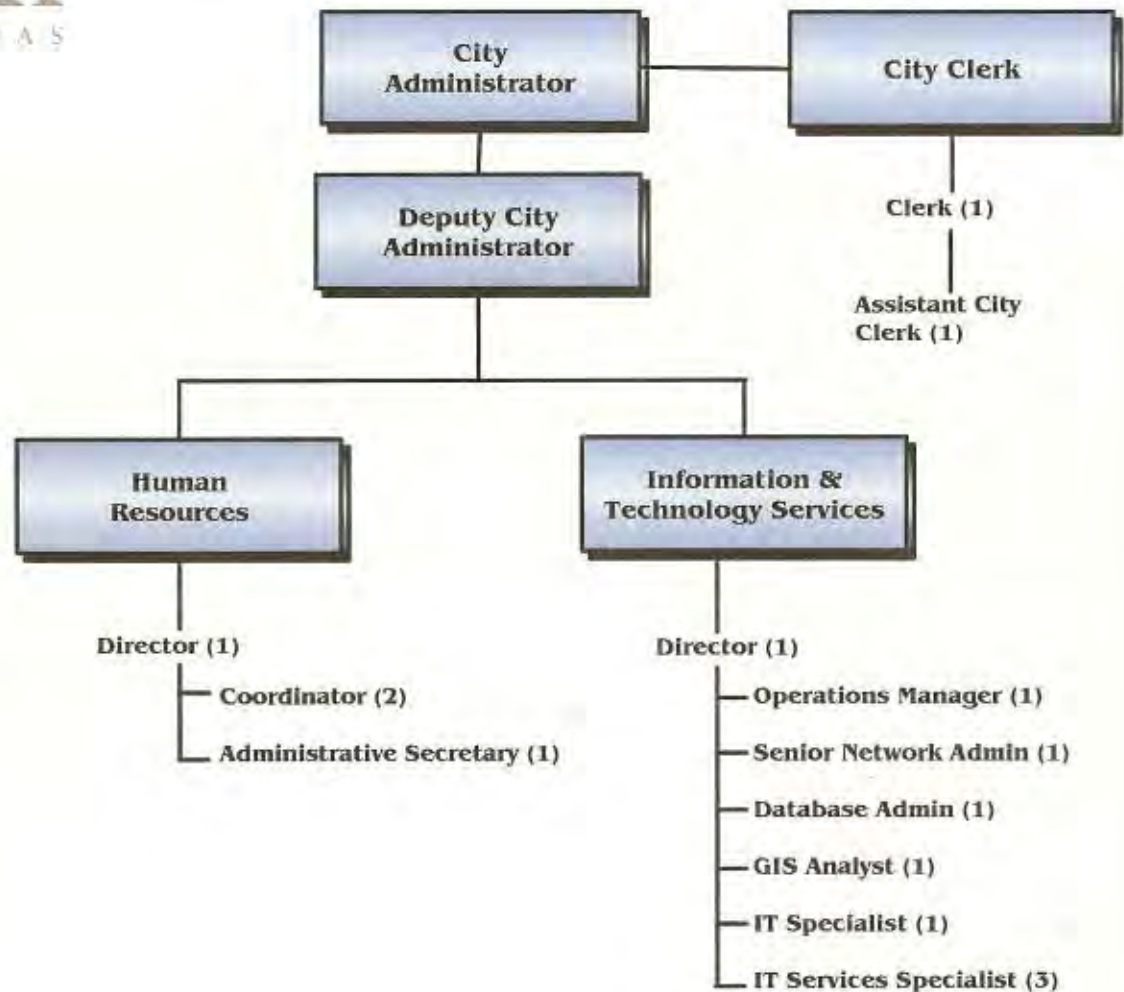 A S
City
Administrator
City Clerk
Clerk (1)
Assistant City
Clerk (1)
Deputy City
Administrator
Human
Resources
Director (1)
Coordinator (2)
Administrative Secretary (1)
Information &
Technology Services
Director (1)
Operations Manager (1)
Senior Network Admin (1)
Database Admin (1)
GIS Analyst (1)
IT Specialist (1)
IT Services Specialist (3)